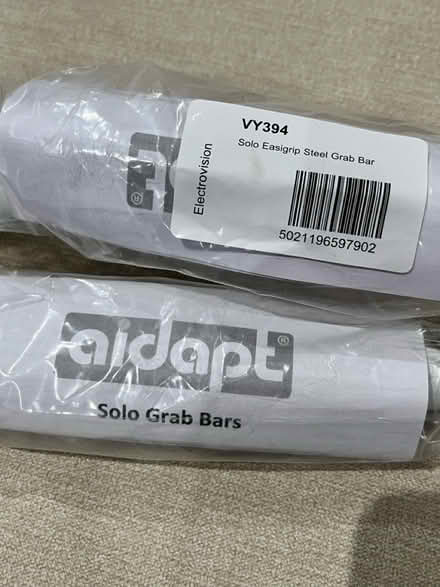 VY394
Solo Easigrip Steel Grab Bar
Electrovision
5021196597902
®
aidapt®
Solo Grab Bars